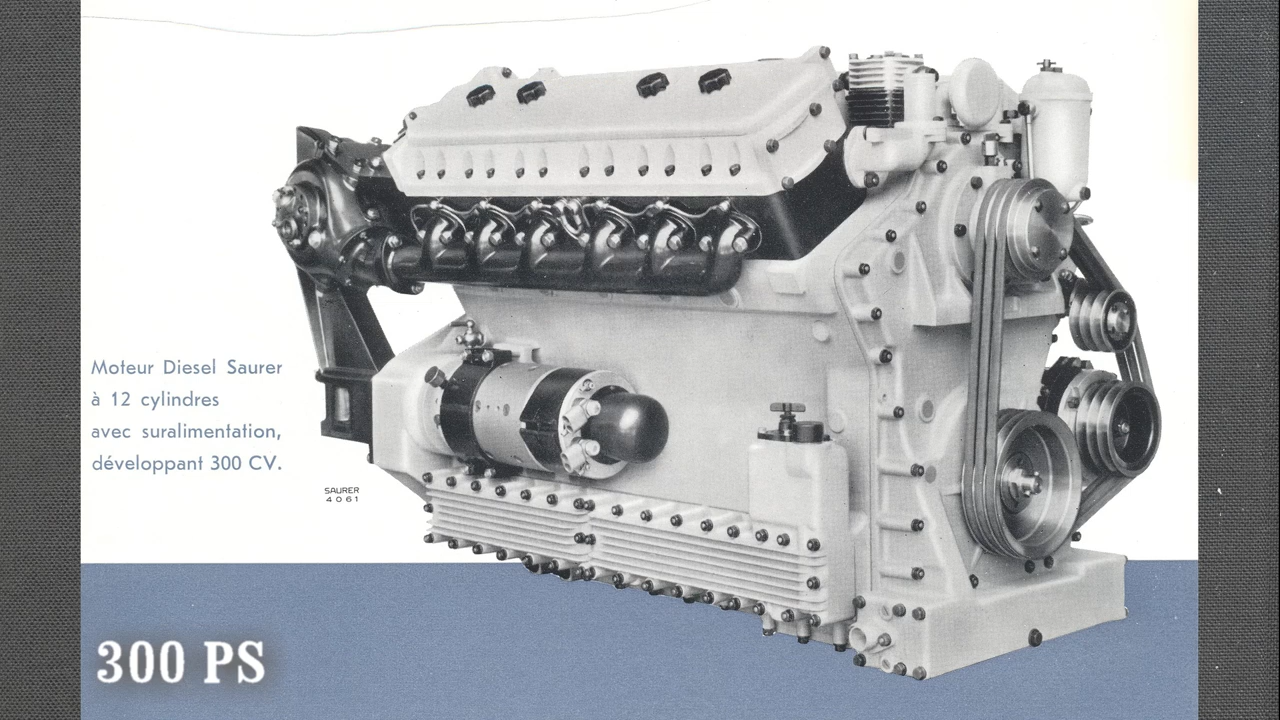 Moteur Diesel Saurer
à 12 cylindres
avec suralimentation,
développant 300 CV.
SAURER
4061
300 PS